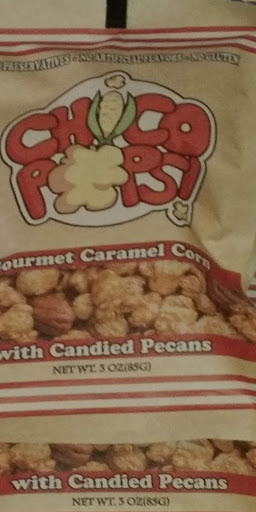 PRESERVATIVES - NO ARTIFICIAL FLAVORS - NO GLUTEN
CHICO
POPS!
ourmet Caramel Corn
with Candied Pecans
NET WT. 3 OZ(85G)
with Candied Pecans
NET WT. 3 OZ(85G)